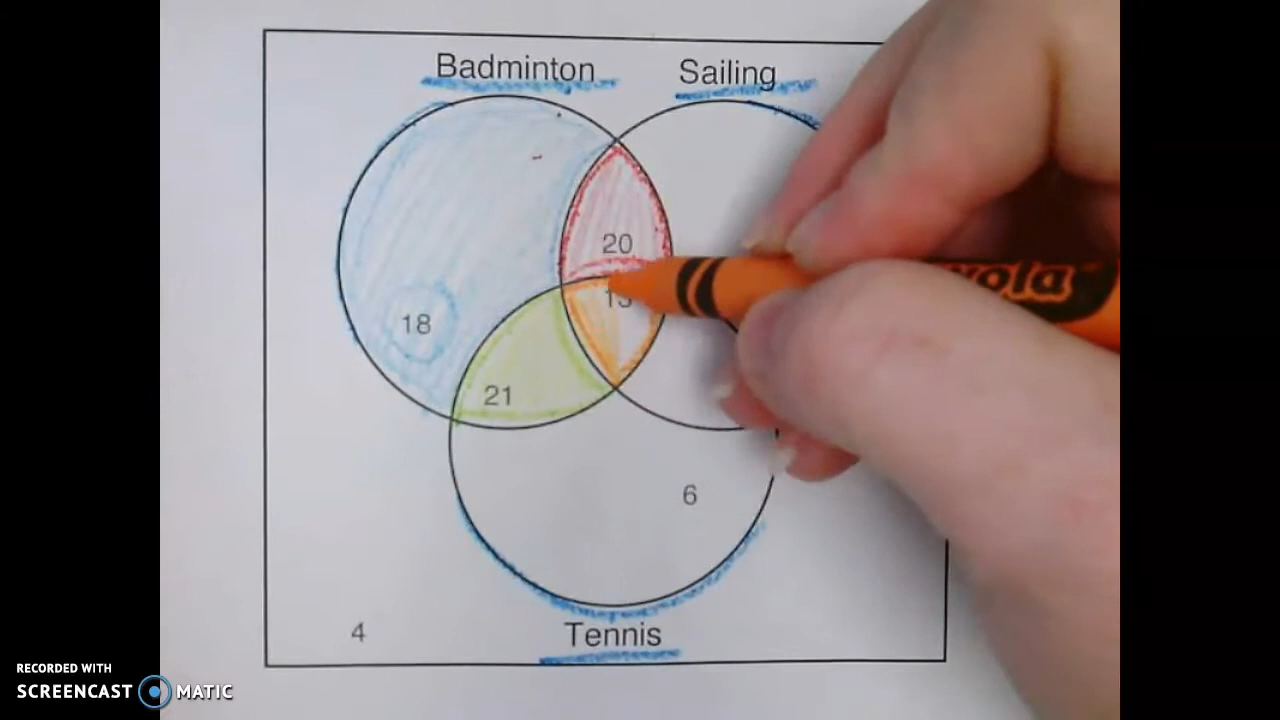 Badminton
Sailing
20
18
21
6
4
Tennis
RECORDED WITH
SCREENCAST MATIC